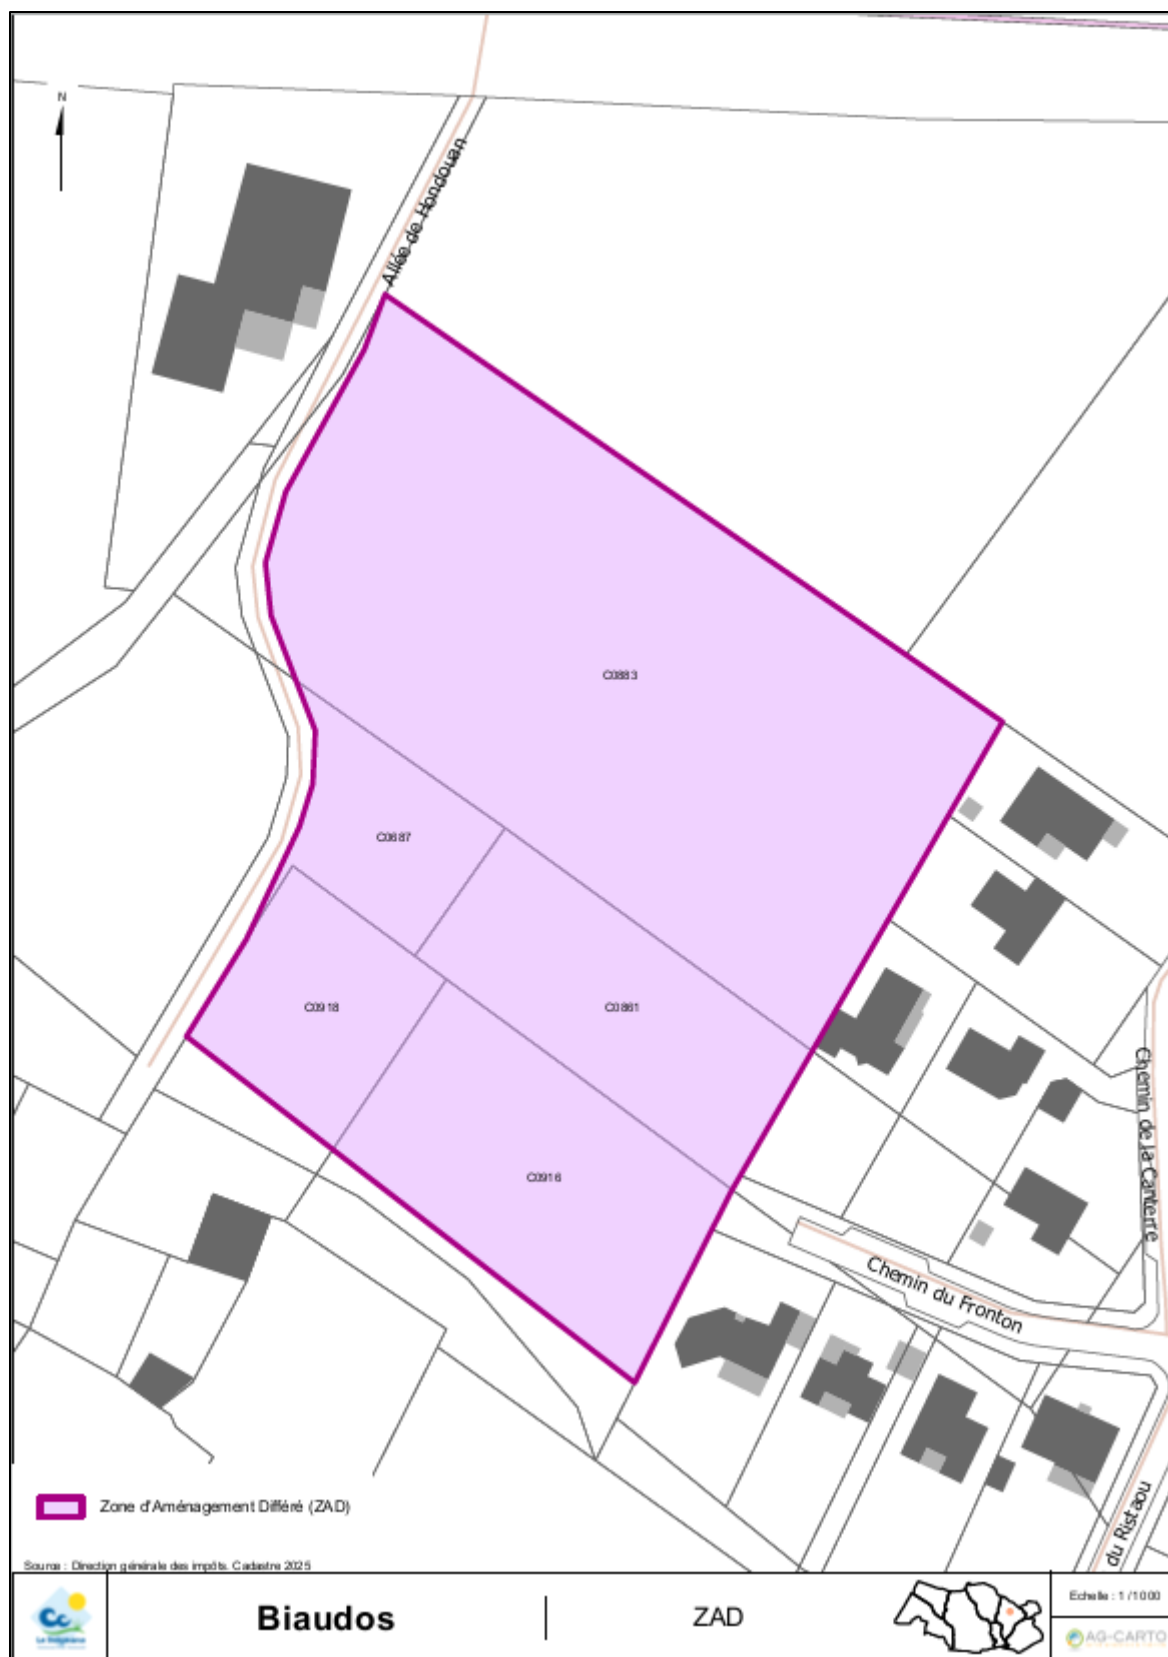 N
Allée de Hondouan
C0883
C0687
C0918
C0861
C0916
Chemin de la Canterre
Chemin du Fronton
du Ristaou
Zone d'Aménagement Différé (ZAD)
Source : Direction générale des impôts. Cadastre 2025
Biaudos
ZAD
Echelle : 1 /1000
AG-CARTO